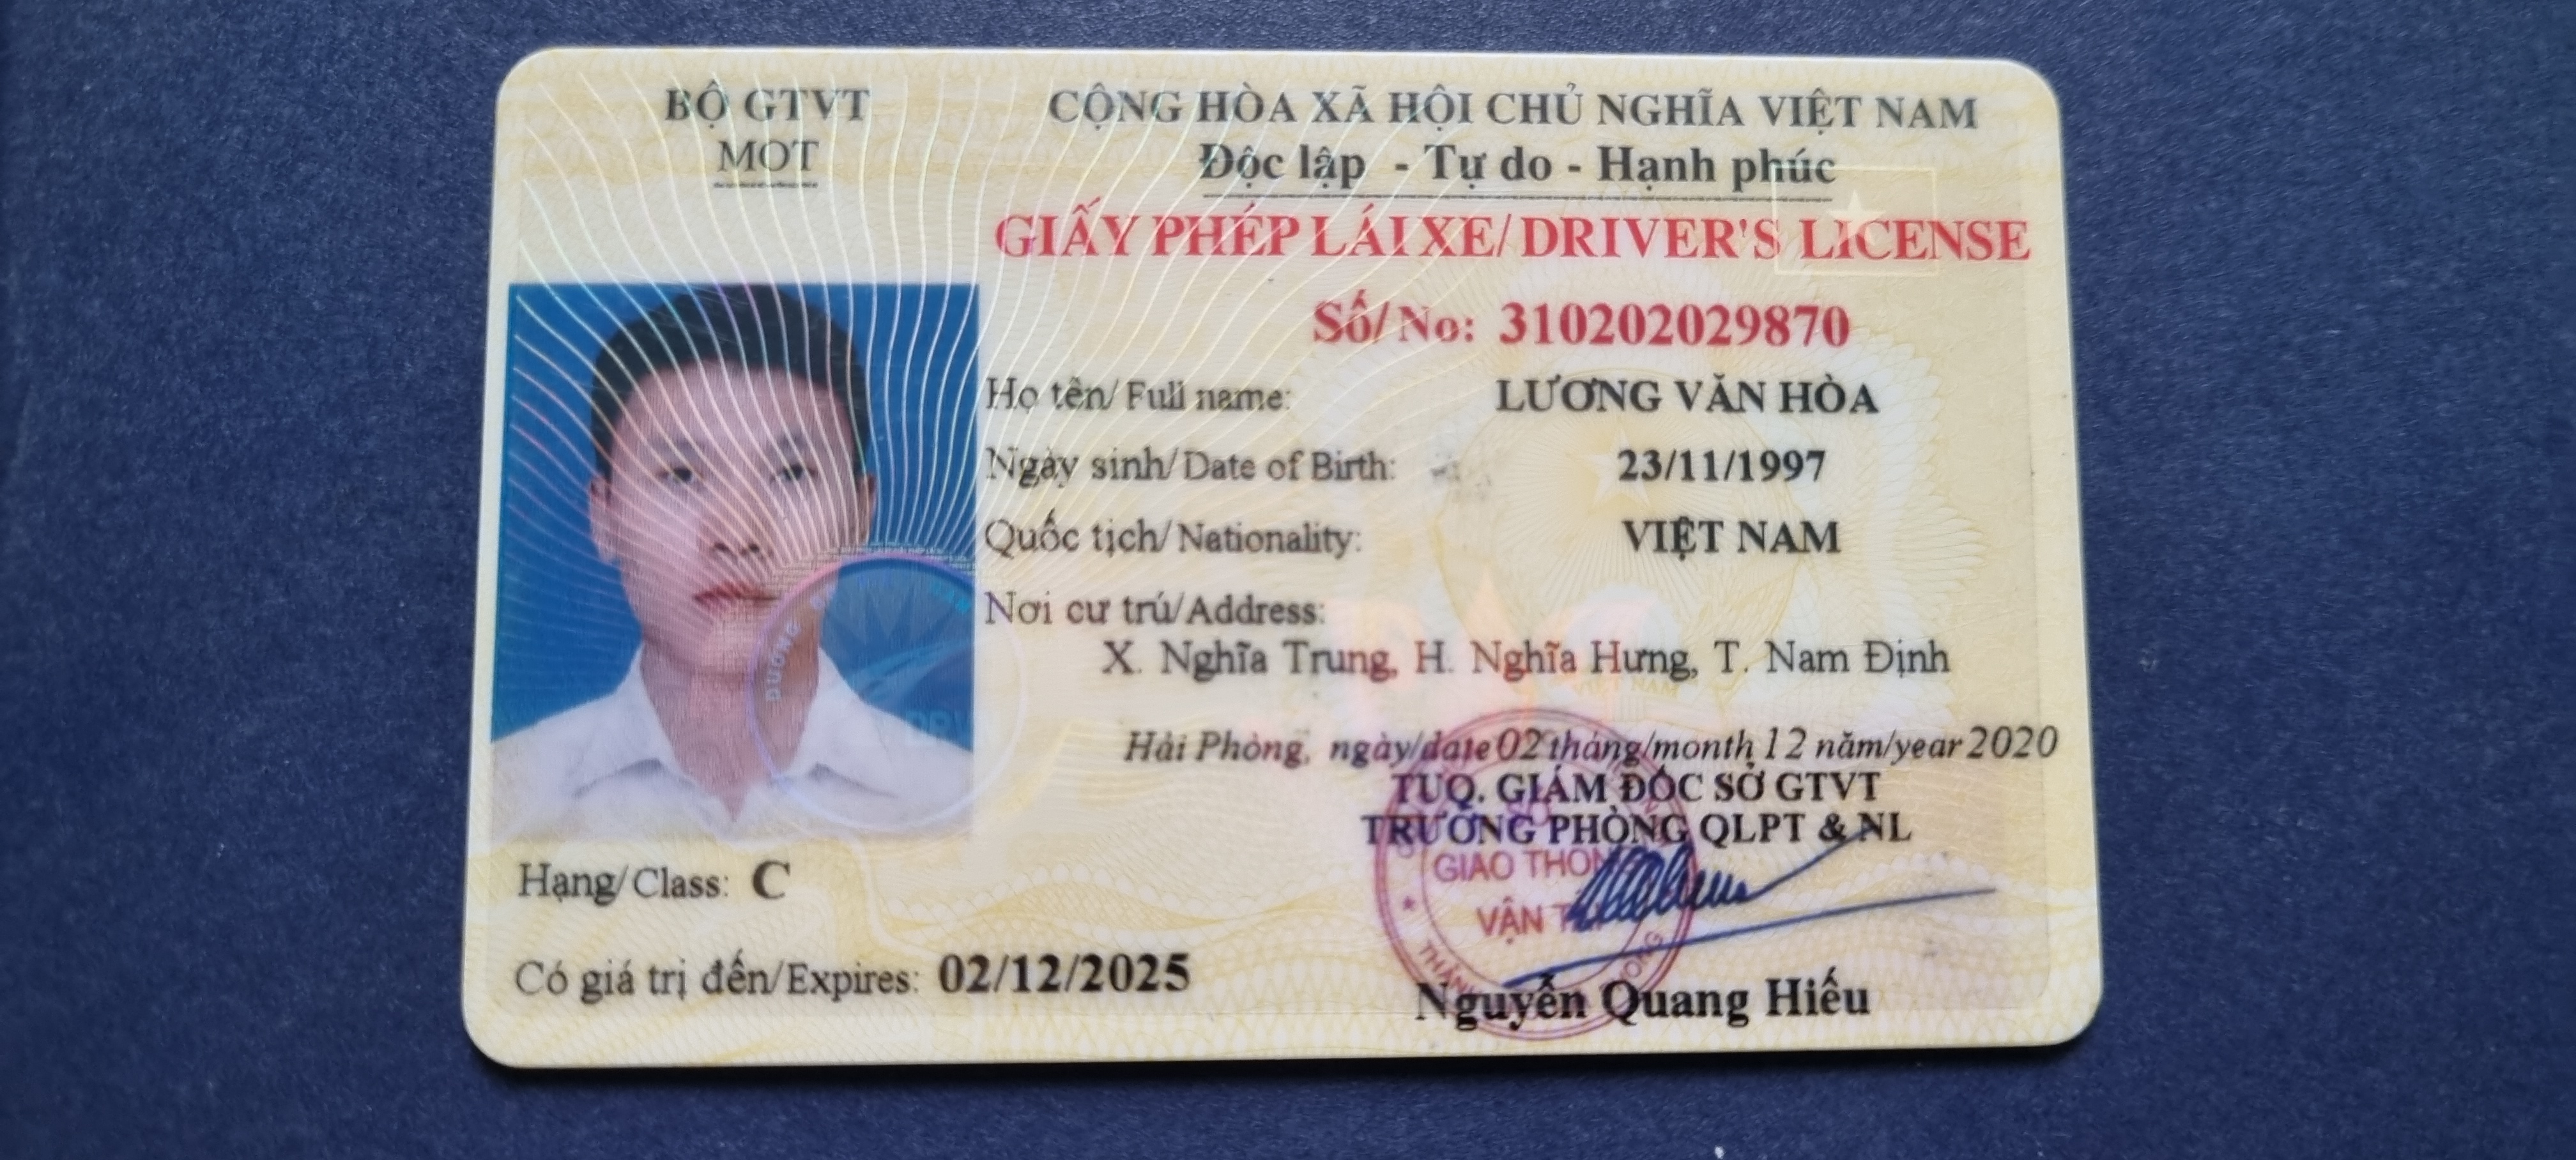 BỘ GTVT
MOT
CỘNG HÒA XÃ HỘI CHỦ NGHĨA VIỆT NAM
Độc lập - Tự do - Hạnh phúc
GIẤY PHÉP LÁI XE/DRIVER'S LICENSE
Số/No: 310202029870
Họ tên/ Full name: LƯƠNG VĂN HÒA
Ngày sinh/Date of Birth: 23/11/1997
Quốc tịch/Nationality: VIỆT NAM
Nơi cư trú/Address:
X. Nghĩa Trung, H. Nghĩa Hưng, T. Nam Định
Hải Phòng, ngày/date 02 tháng/month 12 năm/year 2020
TUQ. GIÁM ĐỐC SỞ GTVT
TRƯỞNG PHÒNG QLPT & NL
GIAO THÔNG
VẬN
Nguyễn Quang Hiếu
Hạng/Class: C
Có giá trị đến/Expires: 02/12/2025
DUONG